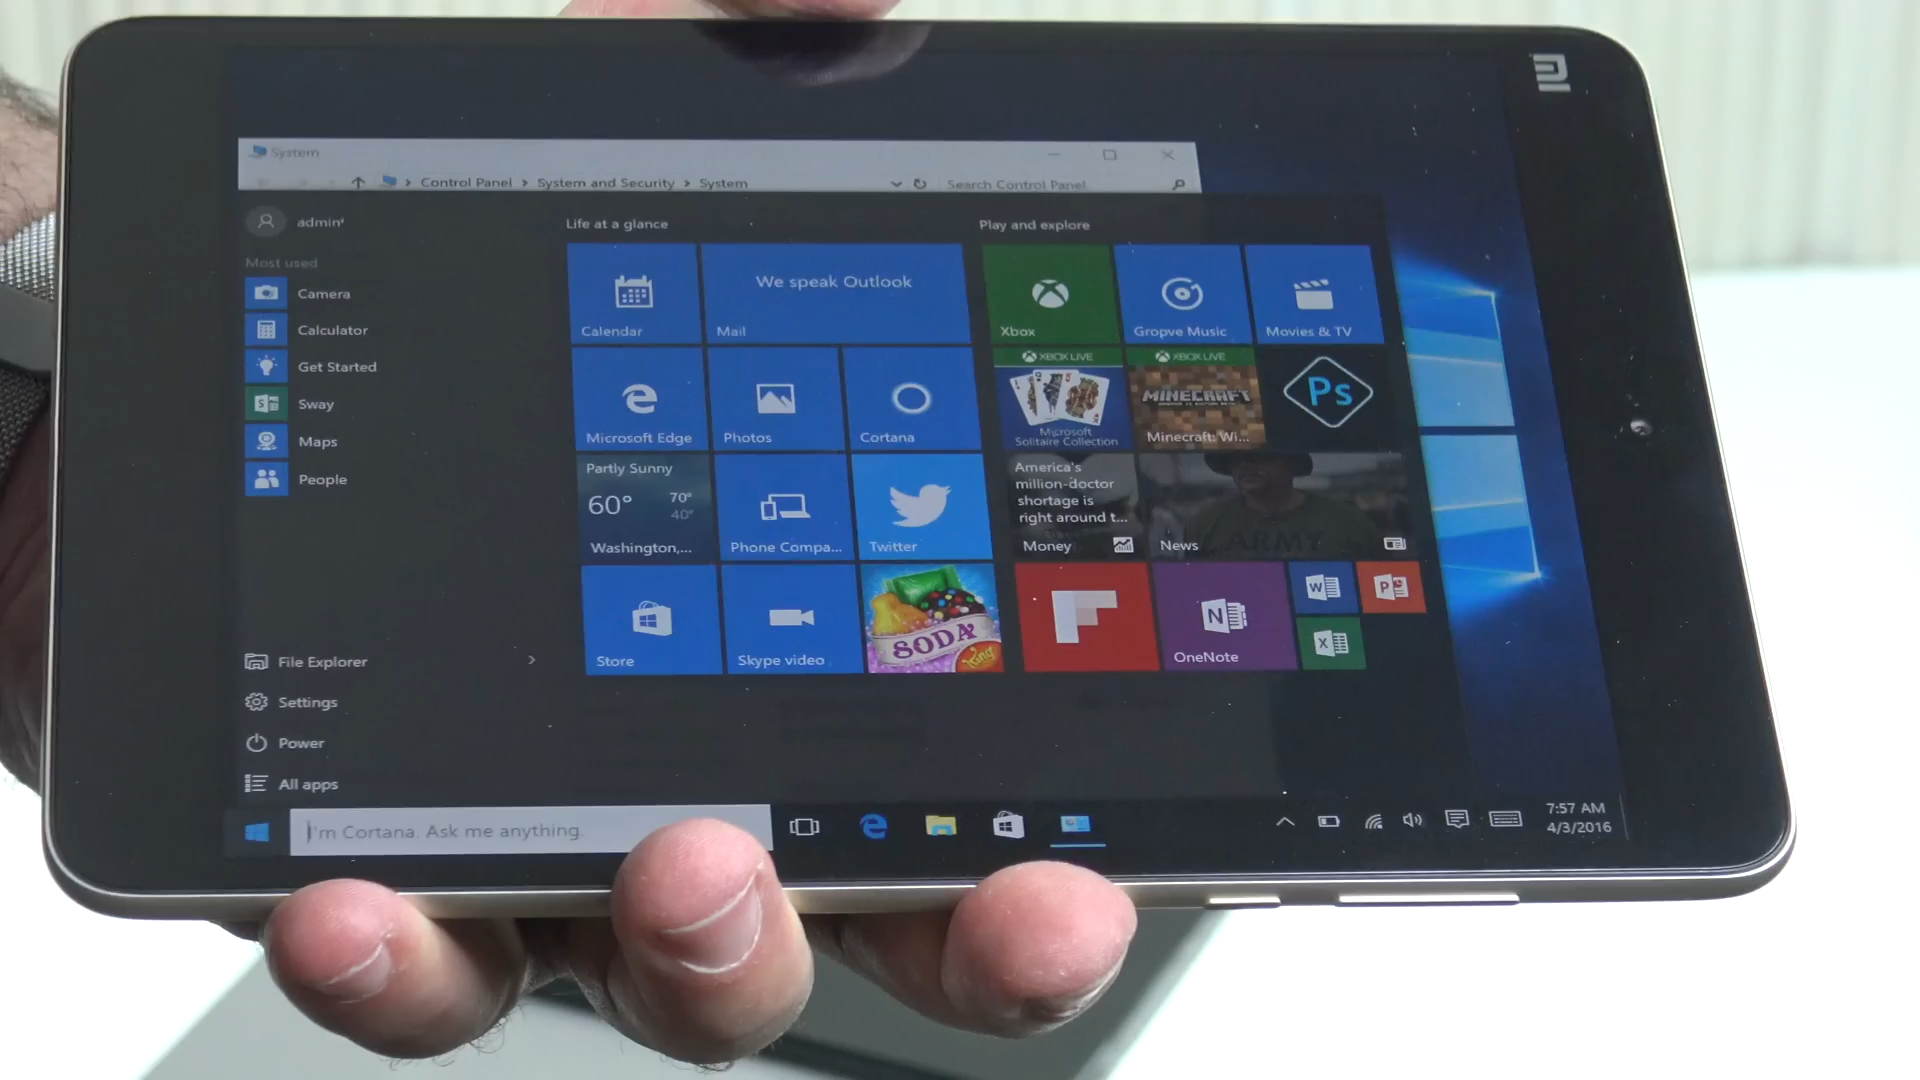 System
Control Panel > System and Security > System
Search Control Panel
admin
Most used
Camera
Calculator
Get Started
Sway
Maps
People
File Explorer
Settings
Power
All apps
Life at a glance
Calendar
We speak Outlook
Mail
Microsoft Edge
Photos
Cortana
Partly Sunny
60° 70°
40°
Washington,...
Phone Compa...
Twitter
Store
Skype video
SODA
King
Play and explore
Xbox
Groove Music
Movies & TV
XBOX LIVE
Microsoft
Solitaire Collection
XBOX LIVE
MINECRAFT
Minecraft: Wi...
Ps
America's
million-doctor
shortage is
right around t...
Money
ARMY
News
N
OneNote
W
P
X
I'm Cortana. Ask me anything.
7:57 AM
4/3/2016